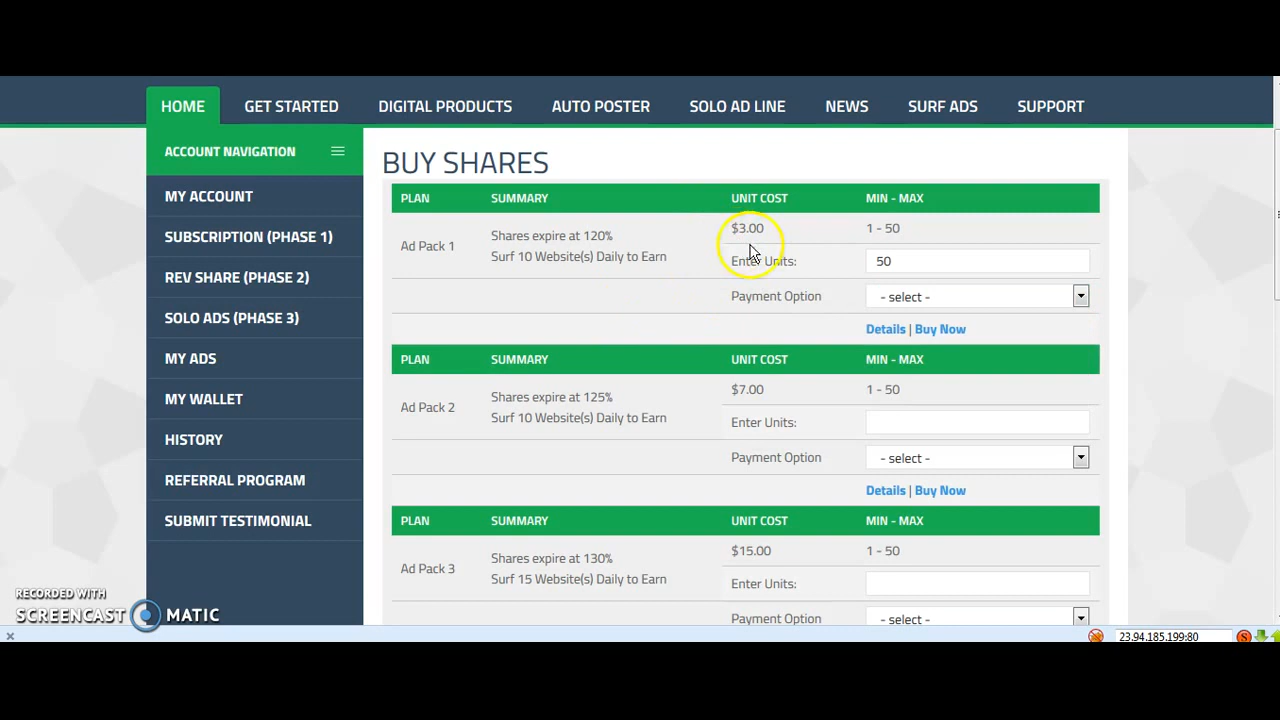 HOME GET STARTED DIGITAL PRODUCTS AUTO POSTER SOLO AD LINE NEWS SURF ADS SUPPORT
ACCOUNT NAVIGATION
MY ACCOUNT
SUBSCRIPTION (PHASE 1)
REV SHARE (PHASE 2)
SOLO ADS (PHASE 3)
MY ADS
MY WALLET
HISTORY
REFERRAL PROGRAM
SUBMIT TESTIMONIAL
BUY SHARES
PLAN SUMMARY UNIT COST MIN - MAX
Ad Pack 1
Shares expire at 120%
Surf 10 Website(s) Daily to Earn
$3.00 1 - 50
Enter Units: 50
Payment Option - select -
Details | Buy Now
PLAN SUMMARY UNIT COST MIN - MAX
Ad Pack 2
Shares expire at 125%
Surf 10 Website(s) Daily to Earn
$7.00 1 - 50
Enter Units:
Payment Option - select -
Details | Buy Now
PLAN SUMMARY UNIT COST MIN - MAX
Ad Pack 3
Shares expire at 130%
Surf 15 Website(s) Daily to Earn
$15.00 1 - 50
Enter Units:
Payment Option - select -
RECORDED WITH
SCREENCAST MATIC
23.94.185.199:80